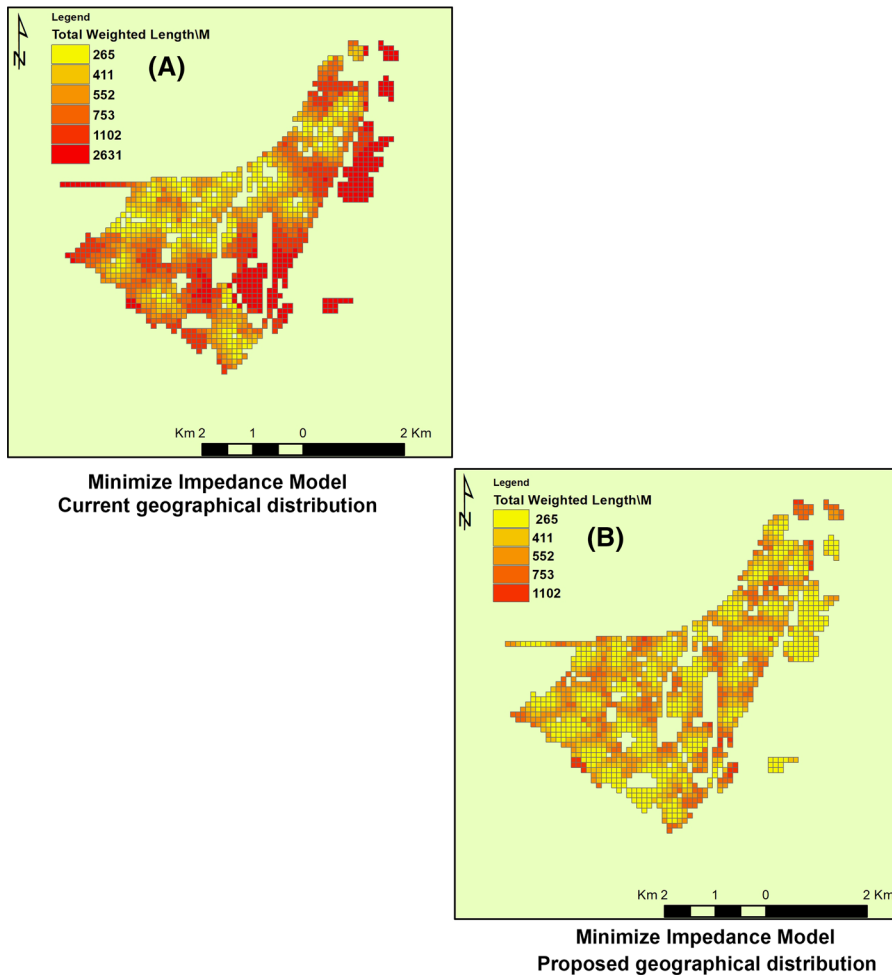 Legend
Total Weighted Length\M
265
411
552
753
1102
2631
(A)
N
Km 2 1 0 2 Km
Minimize Impedance Model
Current geographical distribution
Legend
Total Weighted Length\M
265
411
552
753
1102
(B)
N
Km 2 1 0 2 Km
Minimize Impedance Model
Proposed geographical distribution